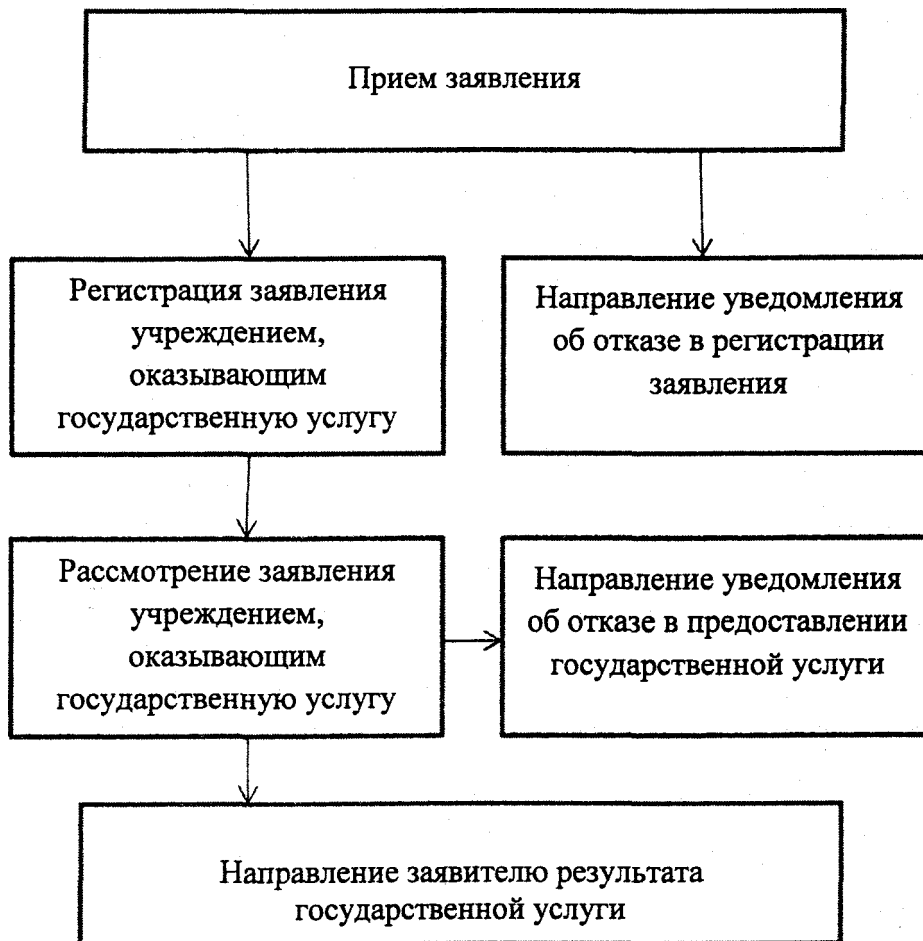 Прием заявления
Регистрация заявления
учреждением,
оказывающим
государственную услугу
Направление уведомления
об отказе в регистрации
заявления
Рассмотрение заявления
учреждением,
оказывающим
государственную услугу
Направление уведомления
об отказе в предоставлении
государственной услуги
Направление заявителю результата
государственной услуги